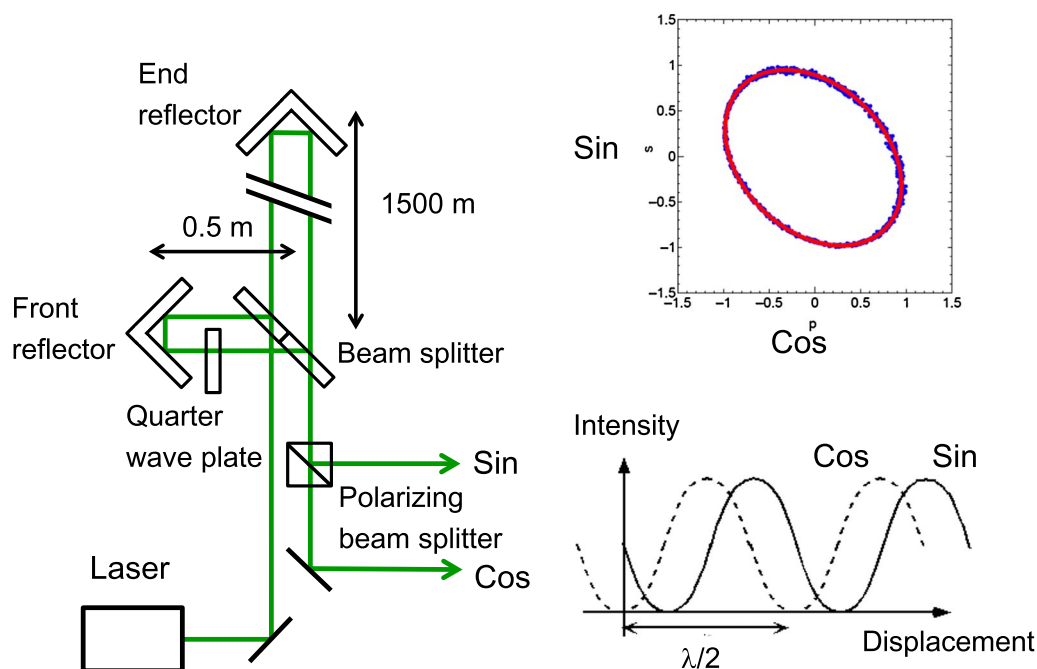 End
reflector
1500 m
0.5 m
Front
reflector
Beam splitter
Quarter
wave plate
Sin
Polarizing
beam splitter
Cos
Laser
1.5
1
0.5
0
−0.5
−1
−1.5
−1.5
−1
−0.5
0
0.5
1
1.5
Sin
s
p
Cos
Intensity
Cos
Sin
Displacement
λ/2